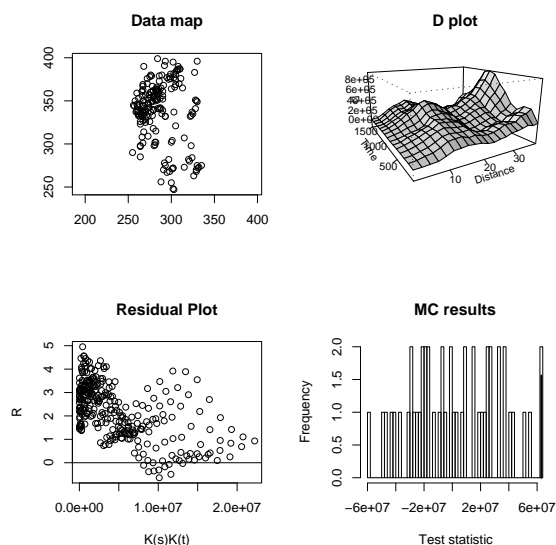 Data map
400
350
300
250
200 250 300 350 400
D plot
8e+05
6e+05
4e+05
2e+05
0e+00
1500
1000
500
Time
10 20 30
Distance
Residual Plot
R
5
4
3
2
1
0
0.0e+00 1.0e+07 2.0e+07
K(s)K(t)
MC results
Frequency
2.0
1.5
1.0
0.5
0.0
−6e+07 −2e+07 2e+07 6e+07
Test statistic